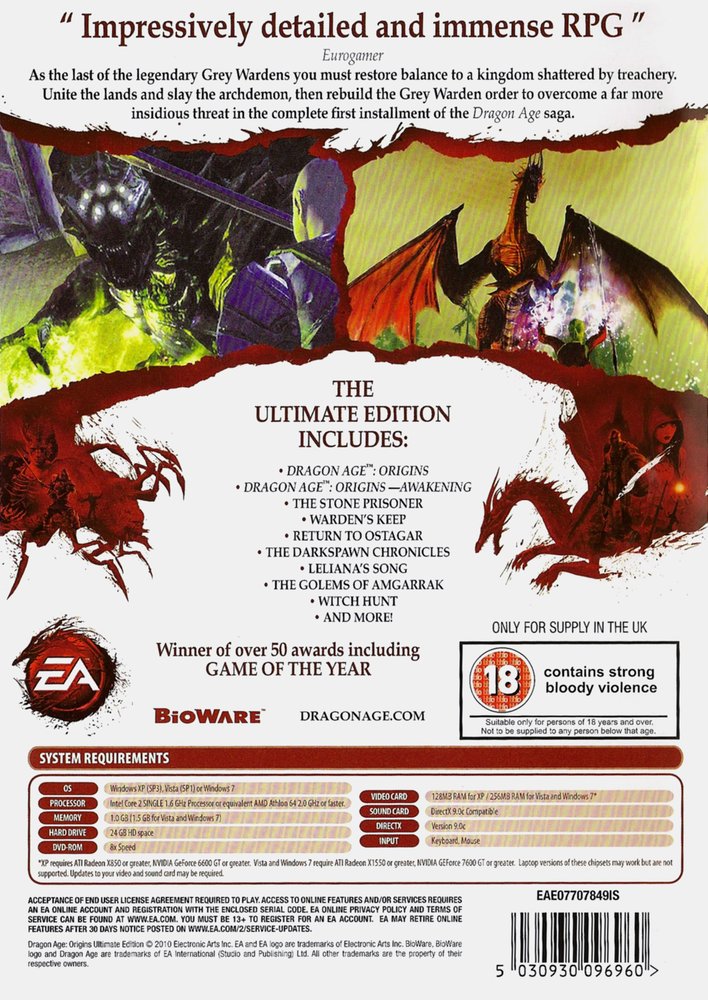 “ Impressively detailed and immense RPG ”
Eurogamer
As the last of the legendary Grey Wardens you must restore balance to a kingdom shattered by treachery.
Unite the lands and slay the archdemon, then rebuild the Grey Warden order to overcome a far more
insidious threat in the complete first installment of the Dragon Age saga.
THE
ULTIMATE EDITION
INCLUDES:
• DRAGON AGE™: ORIGINS
• DRAGON AGE™: ORIGINS —AWAKENING
• THE STONE PRISONER
• WARDEN'S KEEP
• RETURN TO OSTAGAR
• THE DARKSPAWN CHRONICLES
• LELIANA'S SONG
• THE GOLEMS OF AMGARRAK
• WITCH HUNT
• AND MORE!
EA
Winner of over 50 awards including
GAME OF THE YEAR
BIOWARE™
DRAGONAGE.COM
ONLY FOR SUPPLY IN THE UK
18
contains strong
bloody violence
Suitable only for persons of 18 years and over.
Not to be supplied to any person below that age.
SYSTEM REQUIREMENTS
OS Windows XP (SP3), Vista (SP1) or Windows 7
PROCESSOR Intel Core 2 SINGLE 1.6 GHz Processor or equivalent AMD Athlon 64 2.0 GHz or faster.
MEMORY 1.0 GB (1.5 GB for Vista and Windows 7)
HARD DRIVE 24 GB HD space
DVD-ROM 8x Speed
VIDEO CARD 128MB RAM for XP / 256MB RAM for Vista and Windows 7*
SOUND CARD DirectX 9.0c Compatible
DIRECTX Version 9.0c
INPUT Keyboard, Mouse
*XP requires ATI Radeon X850 or greater, NVIDIA GeForce 6600 GT or greater. Vista and Windows 7 require ATI Radeon X1550 or greater, NVIDIA GEForce 7600 GT or greater. Laptop versions of these chipsets may work but are not
supported. Updates to your video and sound card may be required.
ACCEPTANCE OF END USER LICENSE AGREEMENT REQUIRED TO PLAY. ACCESS TO ONLINE FEATURES AND/OR SERVICES REQUIRES
AN EA ONLINE ACCOUNT AND REGISTRATION WITH THE ENCLOSED SERIAL CODE. EA ONLINE PRIVACY POLICY AND TERMS OF
SERVICE CAN BE FOUND AT WWW.EA.COM. YOU MUST BE 13+ TO REGISTER FOR AN EA ACCOUNT. EA MAY RETIRE ONLINE
FEATURES AFTER 30 DAYS NOTICE POSTED ON WWW.EA.COM/2/SERVICE-UPDATES.
Dragon Age: Origins Ultimate Edition © 2010 Electronic Arts Inc. EA and EA logo are trademarks of Electronic Arts Inc. BioWare, BioWare
logo and Dragon Age are trademarks of EA International (Studio and Publishing) Ltd. All other trademarks are the property of their
respective owners.
EAE07707849IS
5 030930 096960 >